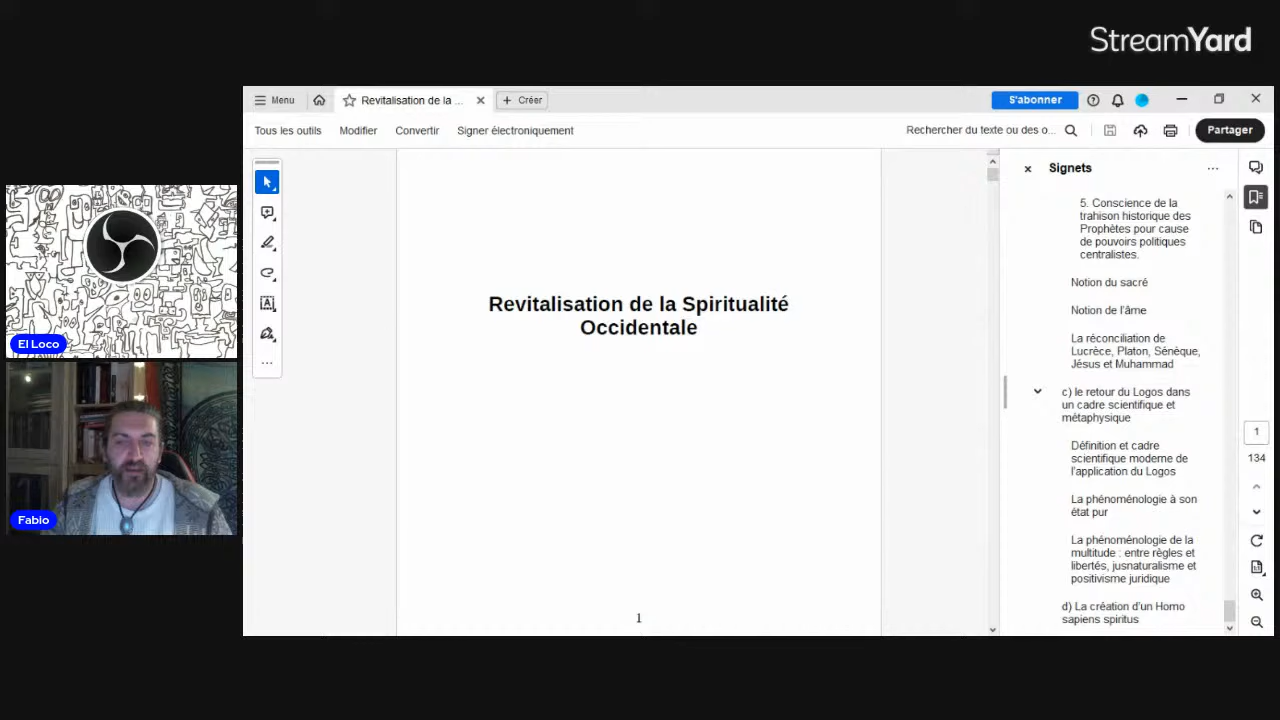 StreamYard
Menu
Revitalisation de la ...
Créer
S'abonner
Tous les outils
Modifier
Convertir
Signer électroniquement
Rechercher du texte ou des o...
Partager
Signets
5. Conscience de la
trahison historique des
Prophètes pour cause
de pouvoirs politiques
centralistes.
Notion du sacré
Notion de l'âme
La réconciliation de
Lucrèce, Platon, Sénèque,
Jésus et Muhammad
c) le retour du Logos dans
un cadre scientifique et
métaphysique
Définition et cadre
scientifique moderne de
l'application du Logos
La phénoménologie à son
état pur
La phénoménologie de la
multitude : entre règles et
libertés, jusnaturalisme et
positivisme juridique
d) La création d'un Homo
sapiens spiritus
1
134
Revitalisation de la Spiritualité
Occidentale
1
El Loco
Fabio